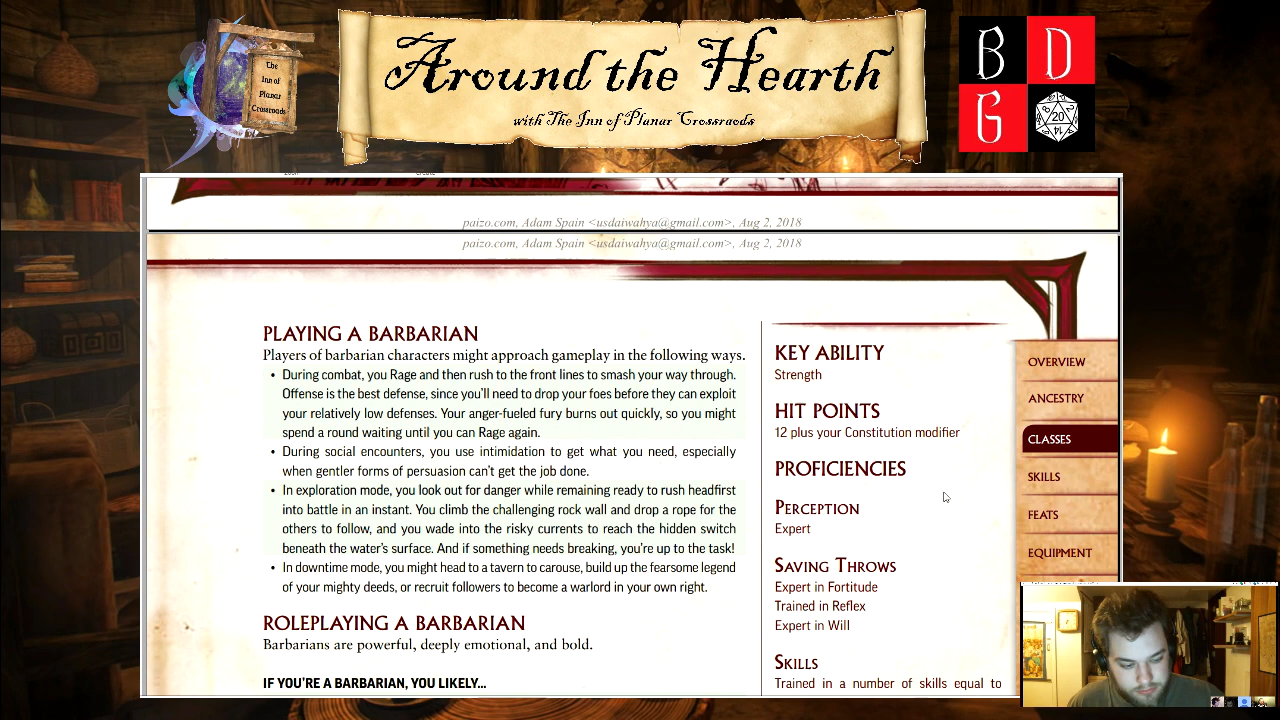 The
Inn of
Planar
Crossroads
Around the Hearth
with The Inn of Planar Crossraods
B D
G 20
paizo.com, Adam Spain <usdaiwahya@gmail.com>, Aug 2, 2018
paizo.com, Adam Spain <usdaiwahya@gmail.com>, Aug 2, 2018
PLAYING A BARBARIAN
Players of barbarian characters might approach gameplay in the following ways.
• During combat, you Rage and then rush to the front lines to smash your way through.
Offense is the best defense, since you'll need to drop your foes before they can exploit
your relatively low defenses. Your anger-fueled fury burns out quickly, so you might
spend a round waiting until you can Rage again.
• During social encounters, you use intimidation to get what you need, especially
when gentler forms of persuasion can't get the job done.
• In exploration mode, you look out for danger while remaining ready to rush headfirst
into battle in an instant. You climb the challenging rock wall and drop a rope for the
others to follow, and you wade into the risky currents to reach the hidden switch
beneath the water's surface. And if something needs breaking, you're up to the task!
• In downtime mode, you might head to a tavern to carouse, build up the fearsome legend
of your mighty deeds, or recruit followers to become a warlord in your own right.
ROLEPLAYING A BARBARIAN
Barbarians are powerful, deeply emotional, and bold.
IF YOU'RE A BARBARIAN, YOU LIKELY...
KEY ABILITY
Strength
HIT POINTS
12 plus your Constitution modifier
PROFICIENCIES
PERCEPTION
Expert
SAVING THROWS
Expert in Fortitude
Trained in Reflex
Expert in Will
SKILLS
Trained in a number of skills equal to
OVERVIEW
ANCESTRY
CLASSES
SKILLS
FEATS
EQUIPMENT